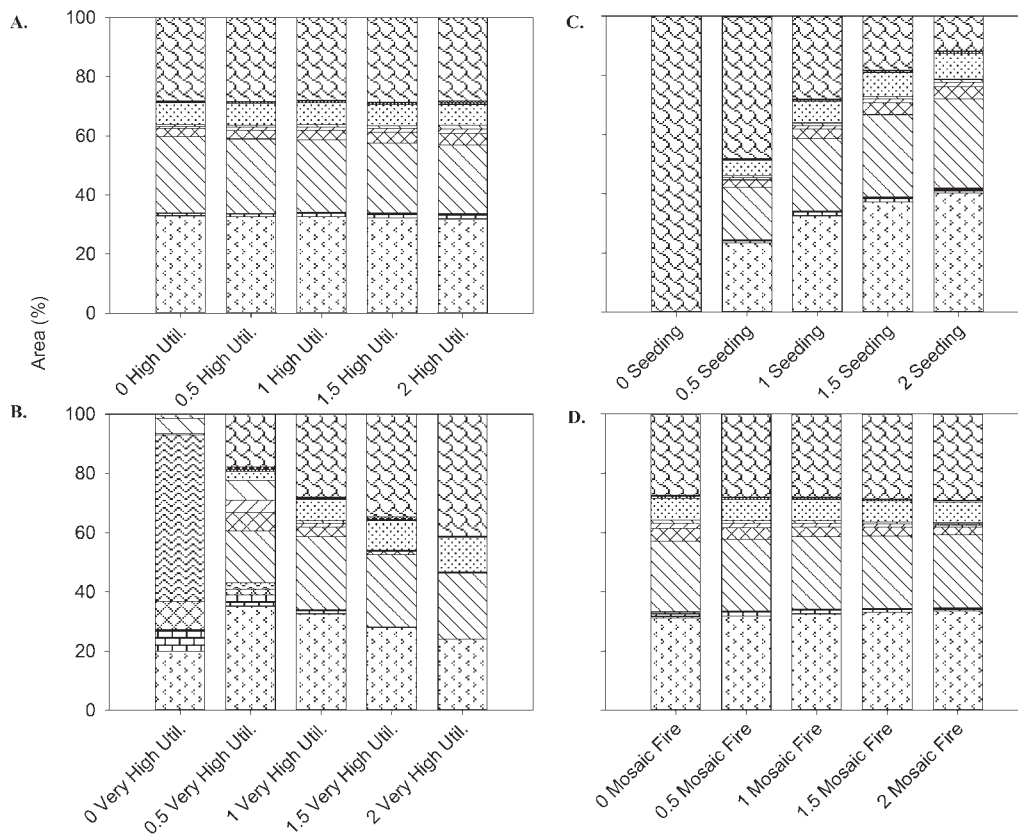 A.
100
80
60
40
20
0
0 High Util.
0.5 High Util.
1 High Util.
1.5 High Util.
2 High Util.
Area (%)
C.
0 Seeding
0.5 Seeding
1 Seeding
1.5 Seeding
2 Seeding
B.
100
80
60
40
20
0
0 Very High Util.
0.5 Very High Util.
1 Very High Util.
1.5 Very High Util.
2 Very High Util.
D.
0 Mosaic Fire
0.5 Mosaic Fire
1 Mosaic Fire
1.5 Mosaic Fire
2 Mosaic Fire